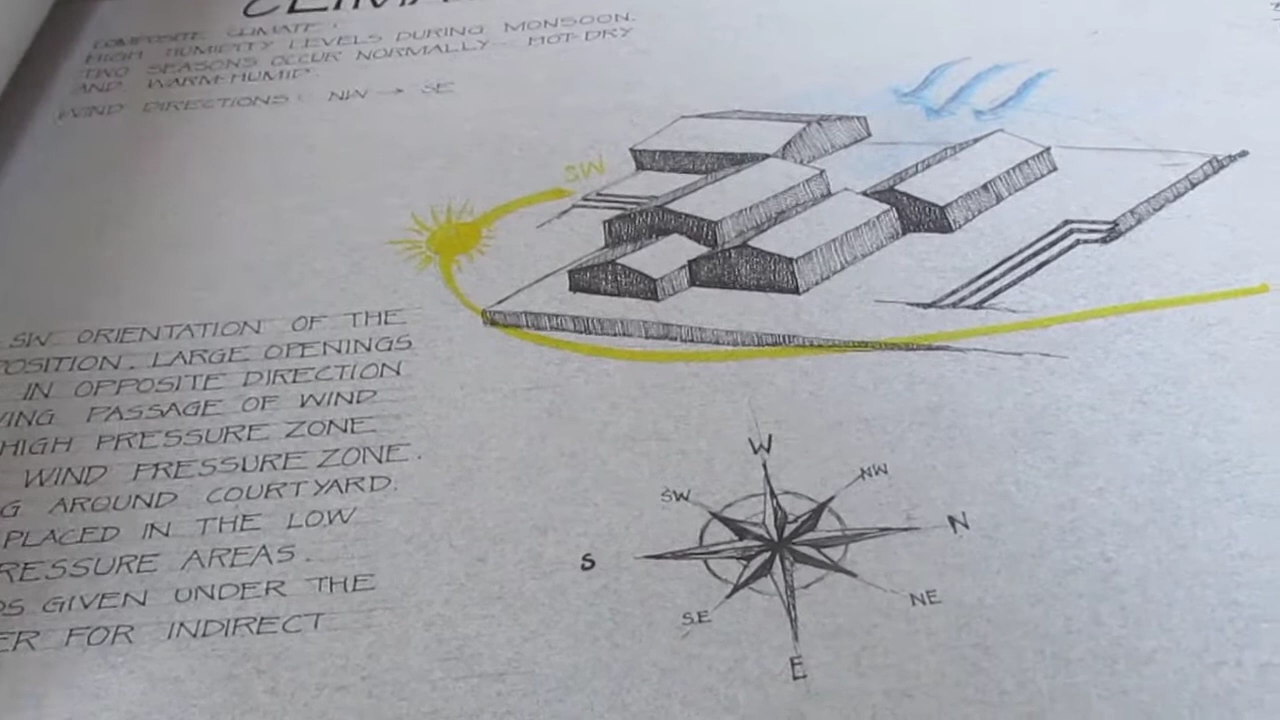 CLIMA
COMPOSITE CLIMATE.
HIGH HUMIDITY LEVELS DURING MONSOON.
TWO SEASONS OCCUR NORMALLY - HOT-DRY
AND WARM-HUMID.
WIND DIRECTIONS: NW → SE
SW
SW ORIENTATION OF THE
OSITION. LARGE OPENINGS
IN OPPOSITE DIRECTION
VING PASSAGE OF WIND
HIGH PRESSURE ZONE
WIND PRESSURE ZONE.
G AROUND COURTYARD.
PLACED IN THE LOW
RESSURE AREAS.
DS GIVEN UNDER THE
ER FOR INDIRECT
W
NW
SW
N
S
NE
SE
E